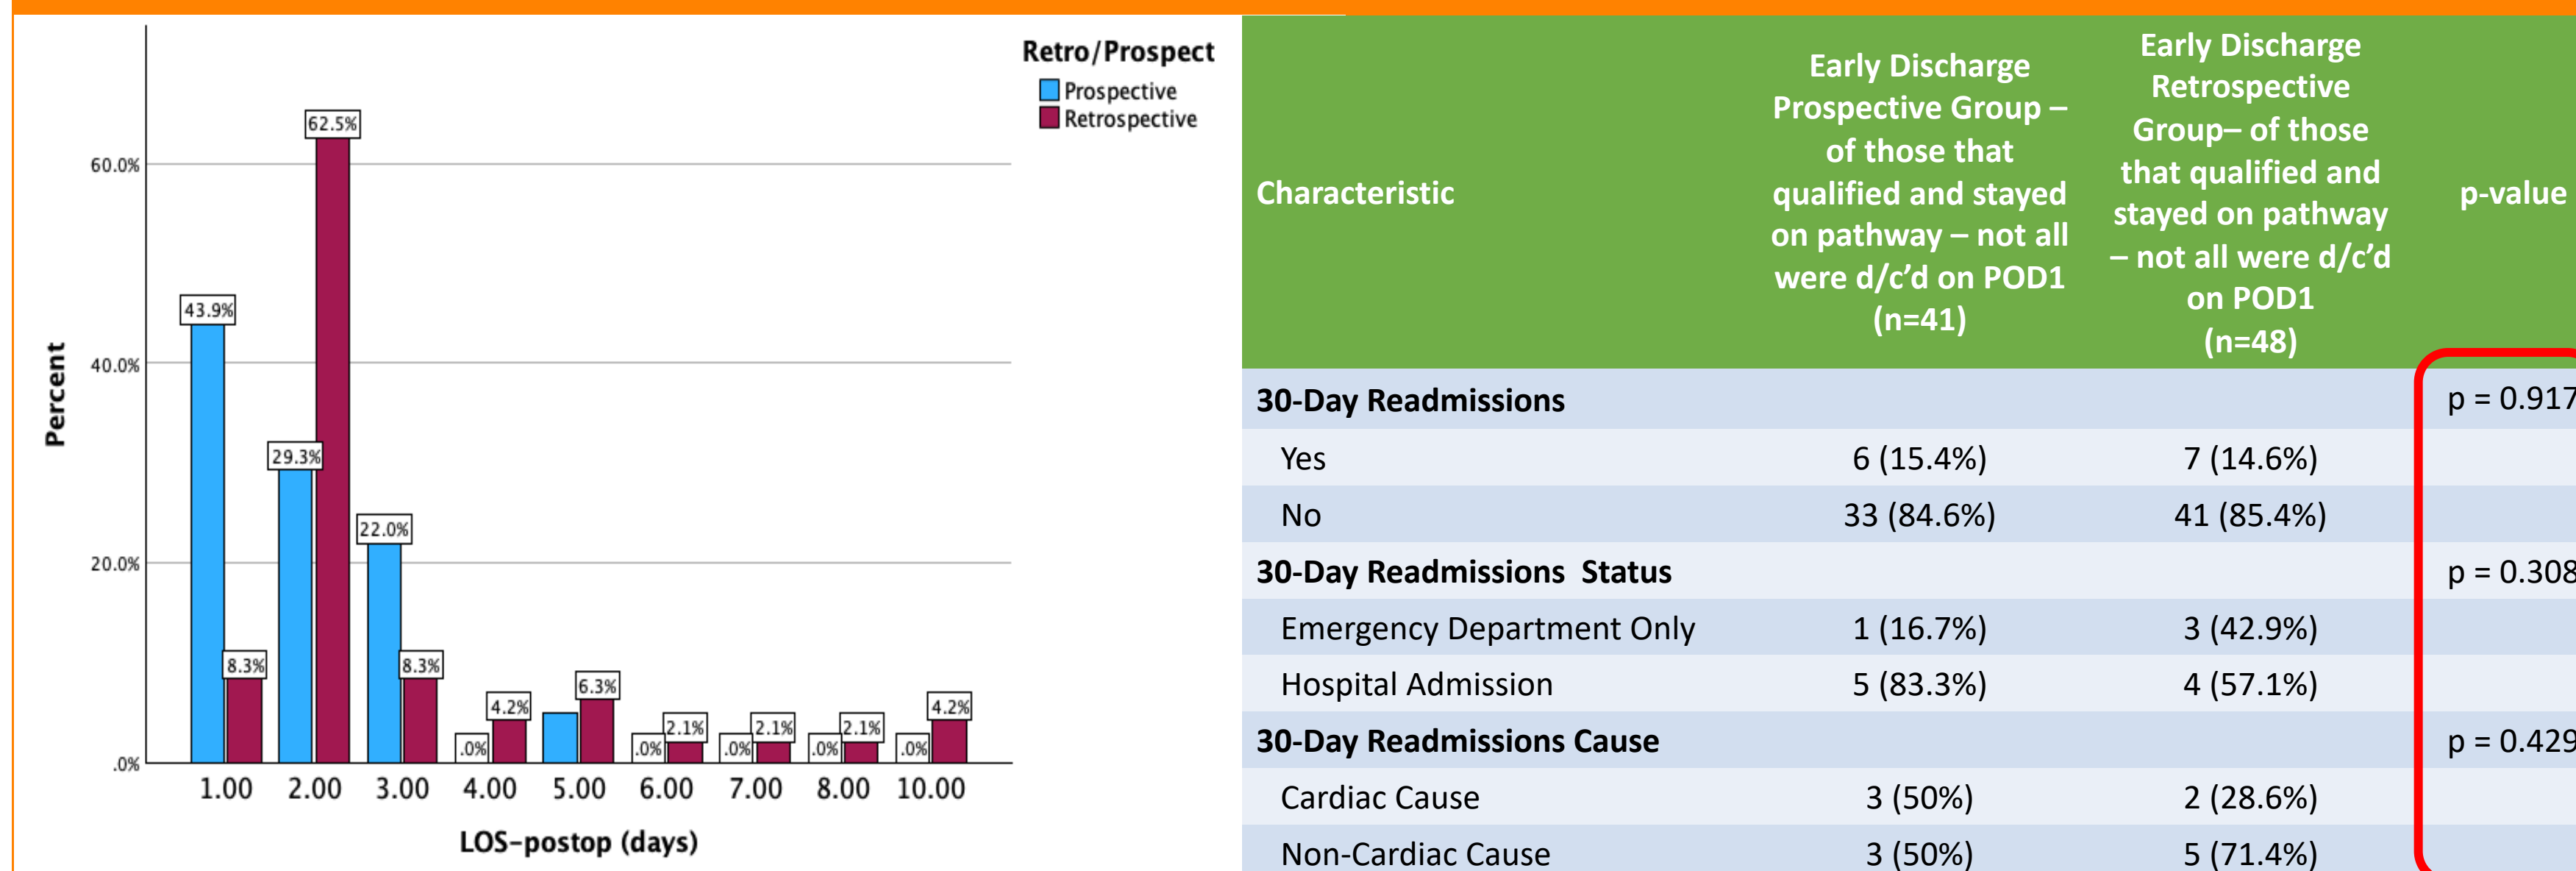 Retro/Prospect
Prospective
Retrospective
Percent
60.0%
40.0%
20.0%
.0%
43.9%
8.3%
29.3%
62.5%
22.0%
8.3%
.0%
4.2%
6.3%
.0%
2.1%
.0%
2.1%
.0%
2.1%
.0%
4.2%
1.00 2.00 3.00 4.00 5.00 6.00 7.00 8.00 10.00
LOS-postop (days)
Characteristic
Early Discharge
Prospective Group –
of those that
qualified and stayed
on pathway – not all
were d/c’d on POD1
(n=41)
Early Discharge
Retrospective
Group– of those
that qualified and
stayed on pathway
– not all were d/c’d
on POD1
(n=48)
p-value
30-Day Readmissions p = 0.917
Yes 6 (15.4%) 7 (14.6%)
No 33 (84.6%) 41 (85.4%)
30-Day Readmissions Status p = 0.308
Emergency Department Only 1 (16.7%) 3 (42.9%)
Hospital Admission 5 (83.3%) 4 (57.1%)
30-Day Readmissions Cause p = 0.429
Cardiac Cause 3 (50%) 2 (28.6%)
Non-Cardiac Cause 3 (50%) 5 (71.4%)